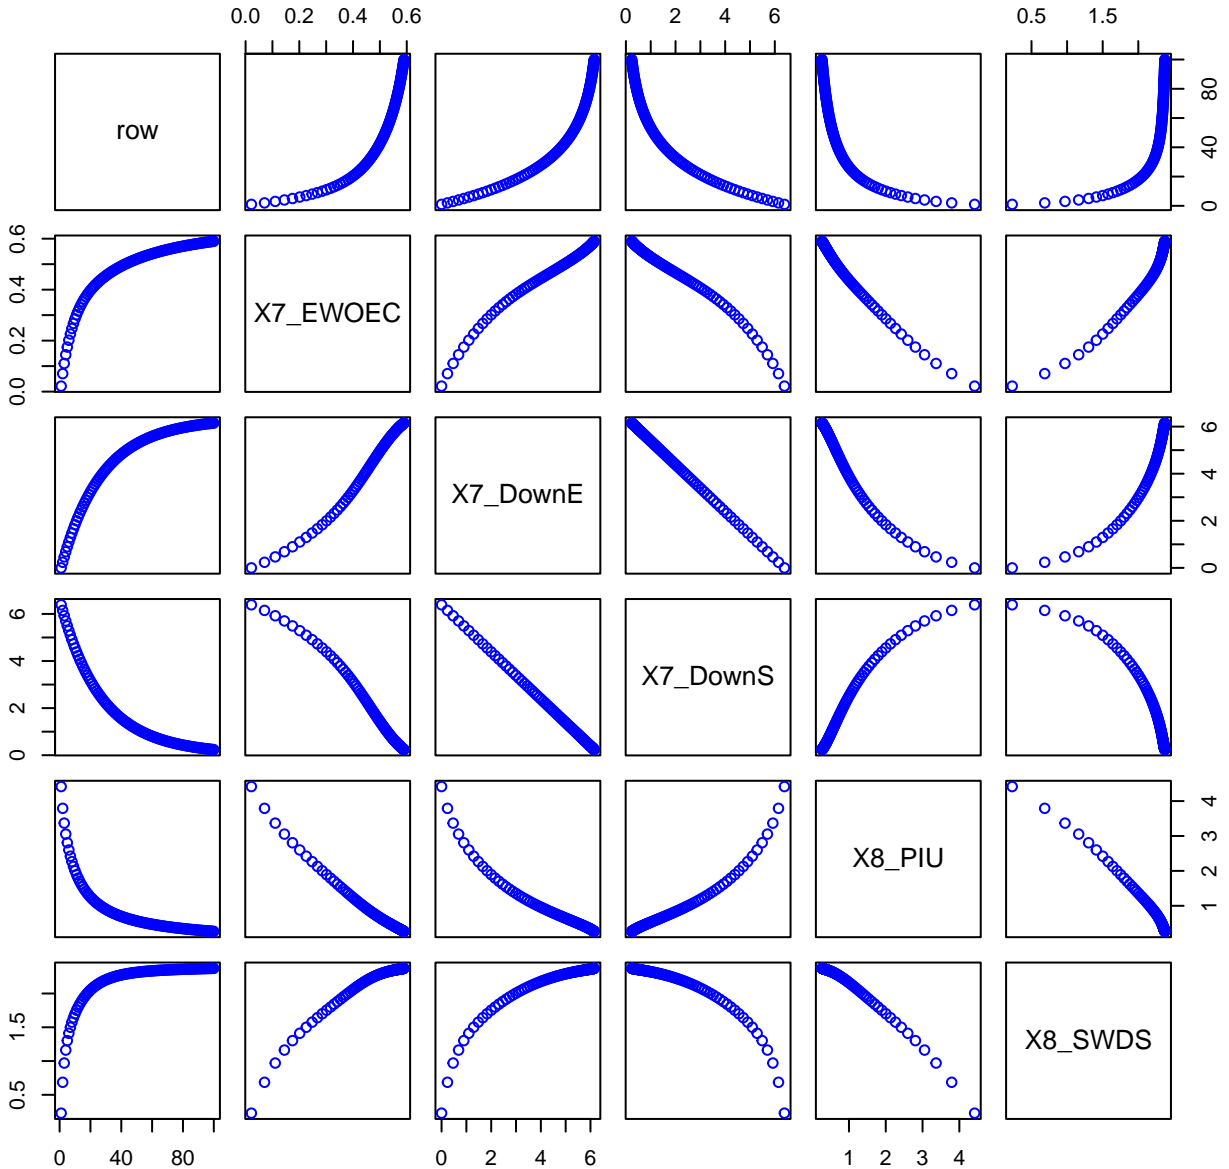 0.0 0.2 0.4 0.6 0 2 4 6 0.5 1.5
row 0 40 80
0.0 0.2 0.4 0.6 X7_EWOEC
X7_DownE 0 2 4 6
0 2 4 6 X7_DownS
X8_PIU 1 2 3 4
0.5 1.5 X8_SWDS
0 40 80 0 2 4 6 1 2 3 4